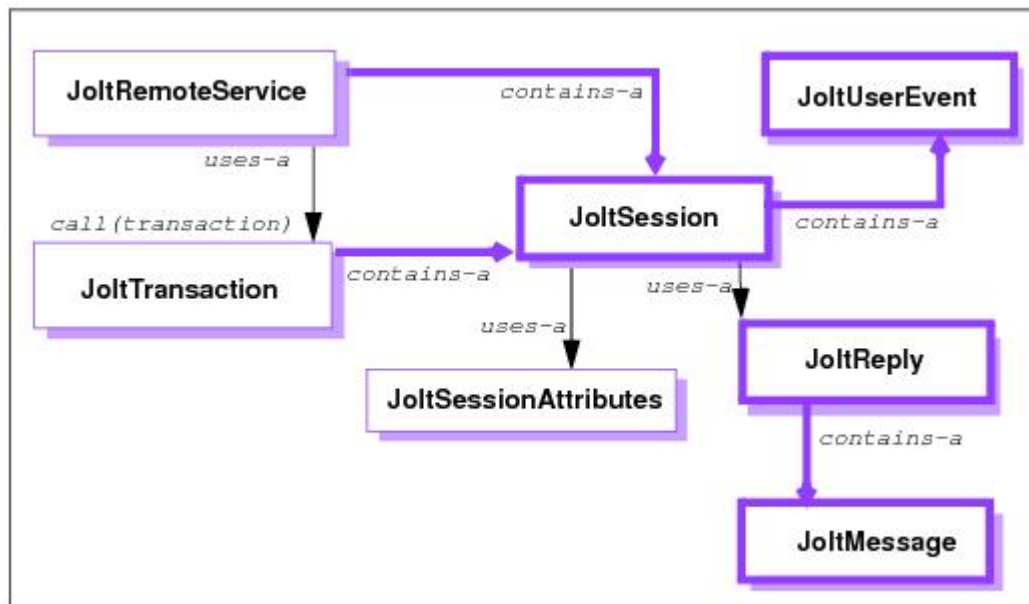 JoltRemoteService
contains-a
JoltUserEvent
uses-a
JoltSession
call(transaction)
contains-a
JoltTransaction
contains-a
uses-a
uses-a
JoltReply
JoltSessionAttributes
contains-a
JoltMessage